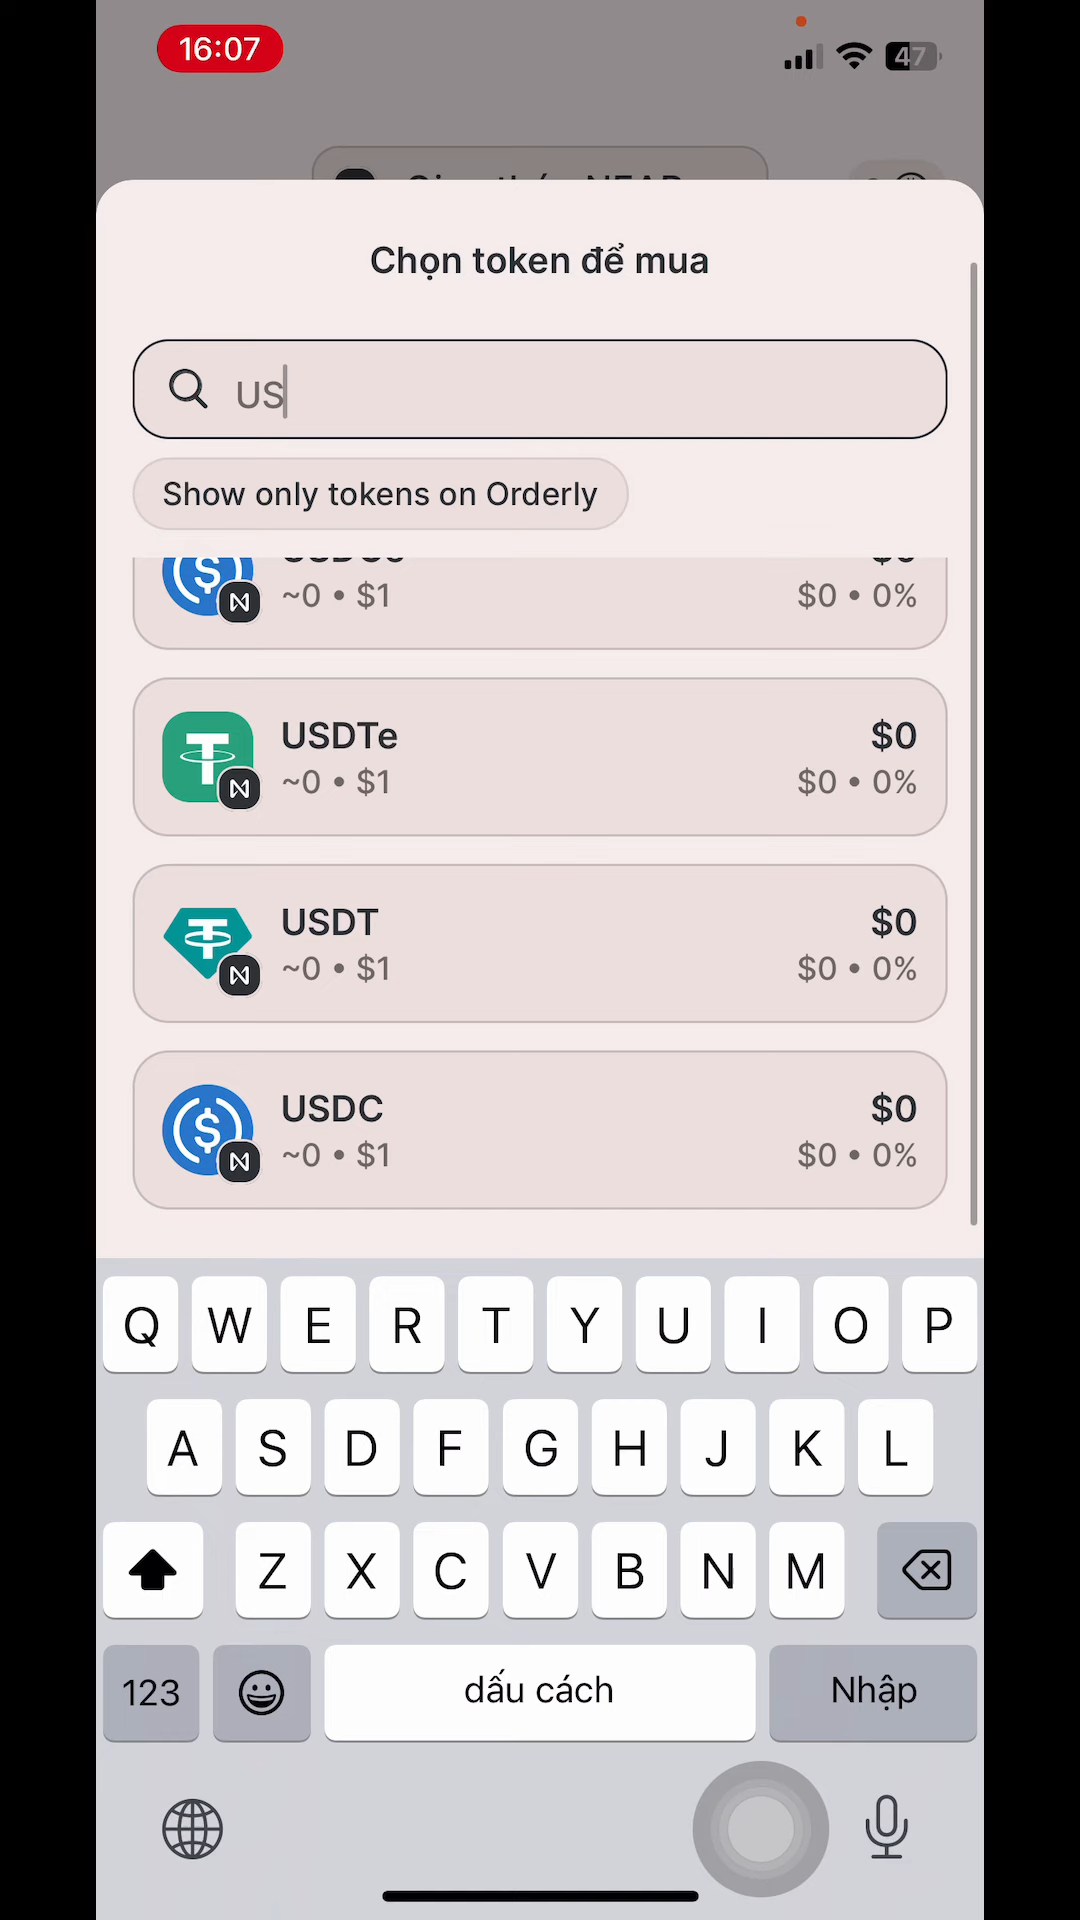 16:07
47
Chọn token để mua
US
Show only tokens on Orderly
~0 • $1
$0 • 0%
USDTe
$0
~0 • $1
$0 • 0%
USDT
$0
~0 • $1
$0 • 0%
USDC
$0
~0 • $1
$0 • 0%
Q W E R T Y U I O P
A S D F G H J K L
Z X C V B N M
123
dấu cách
Nhập